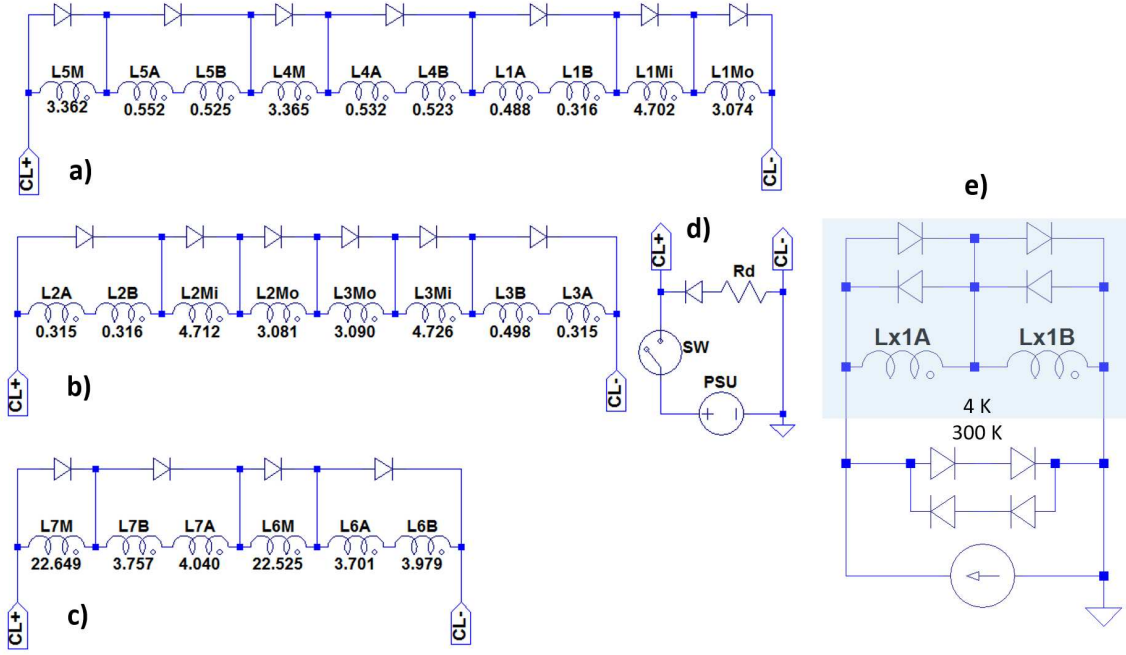 L5M L5A L5B L4M L4A L4B L1A L1B L1Mi L1Mo
3.362 0.552 0.525 3.365 0.532 0.523 0.488 0.316 4.702 3.074
CL+ CL-
a)
L2A L2B L2Mi L2Mo L3Mo L3Mi L3B L3A
0.315 0.316 4.712 3.081 3.090 4.726 0.498 0.315
CL+ CL-
b)
L7M L7B L7A L6M L6A L6B
22.649 3.757 4.040 22.525 3.701 3.979
CL+ CL-
c)
d)
CL+ CL-
Rd
SW
PSU
e)
Lx1A Lx1B
4 K
300 K